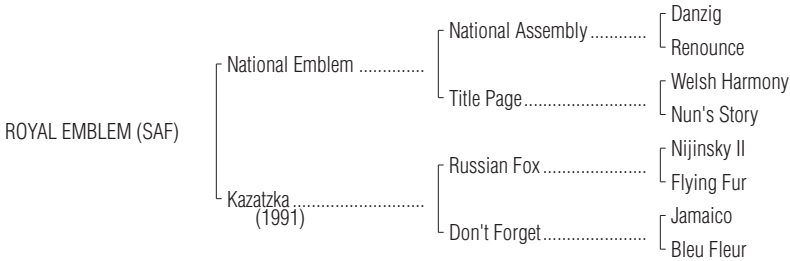 Danzig
National Assembly............
Renounce
National Emblem ..............
Welsh Harmony
Title Page..........................
Nun's Story
ROYAL EMBLEM (SAF)
Nijinsky II
Russian Fox......................
Flying Fur
Kazatzka............................
(1991)
Jamaico
Don't Forget......................
Bleu Fleur